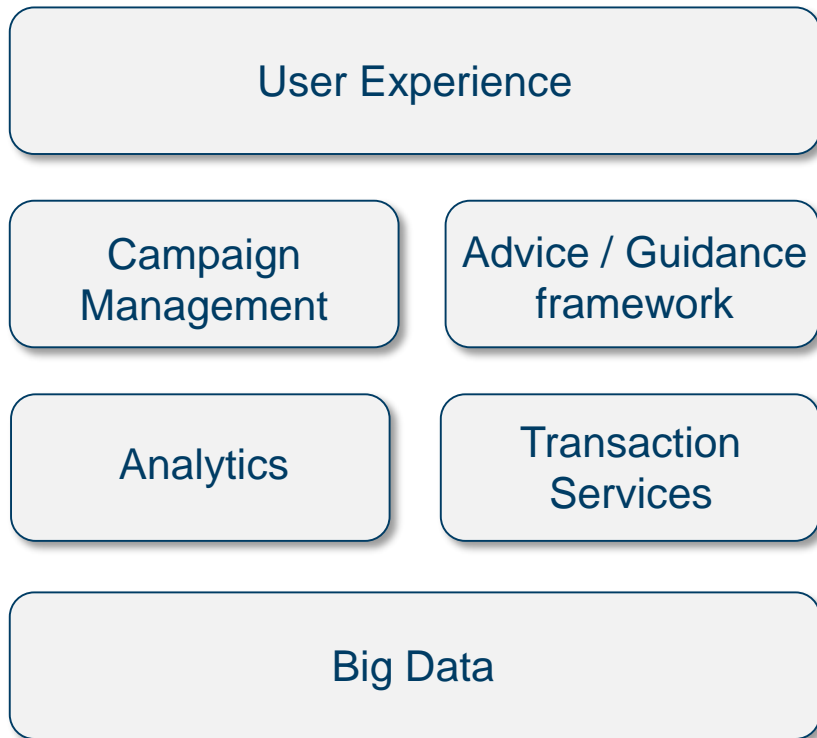 User Experience
Campaign
Management
Advice / Guidance
framework
Analytics
Transaction
Services
Big Data